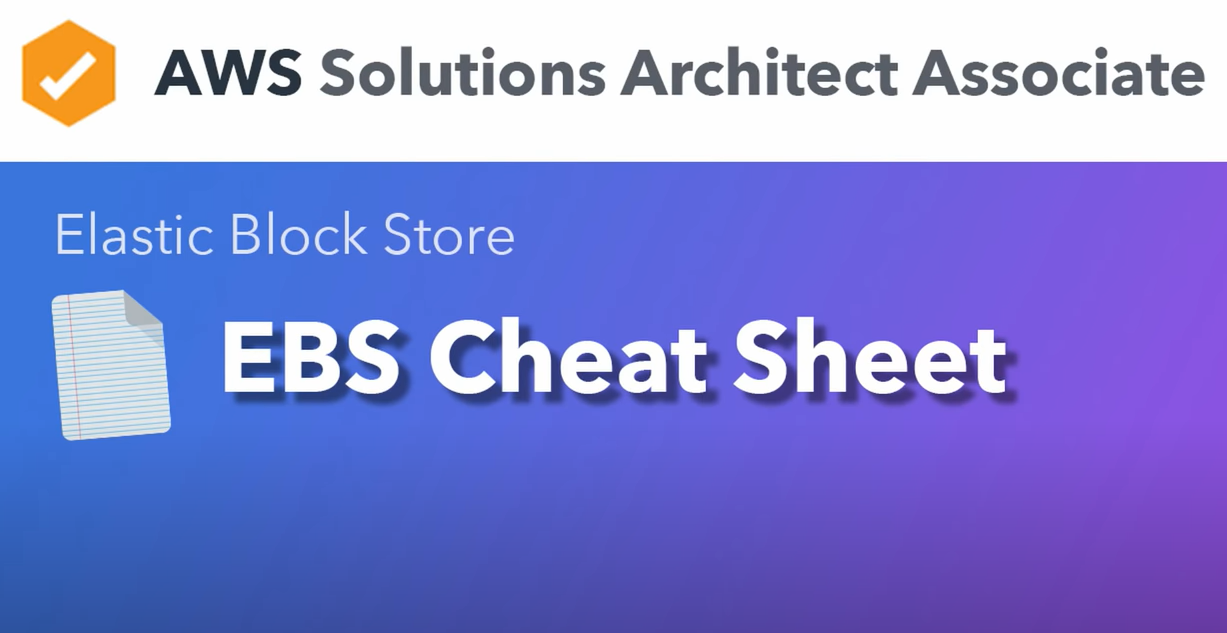 AWS Solutions Architect Associate
Elastic Block Store
EBS Cheat Sheet